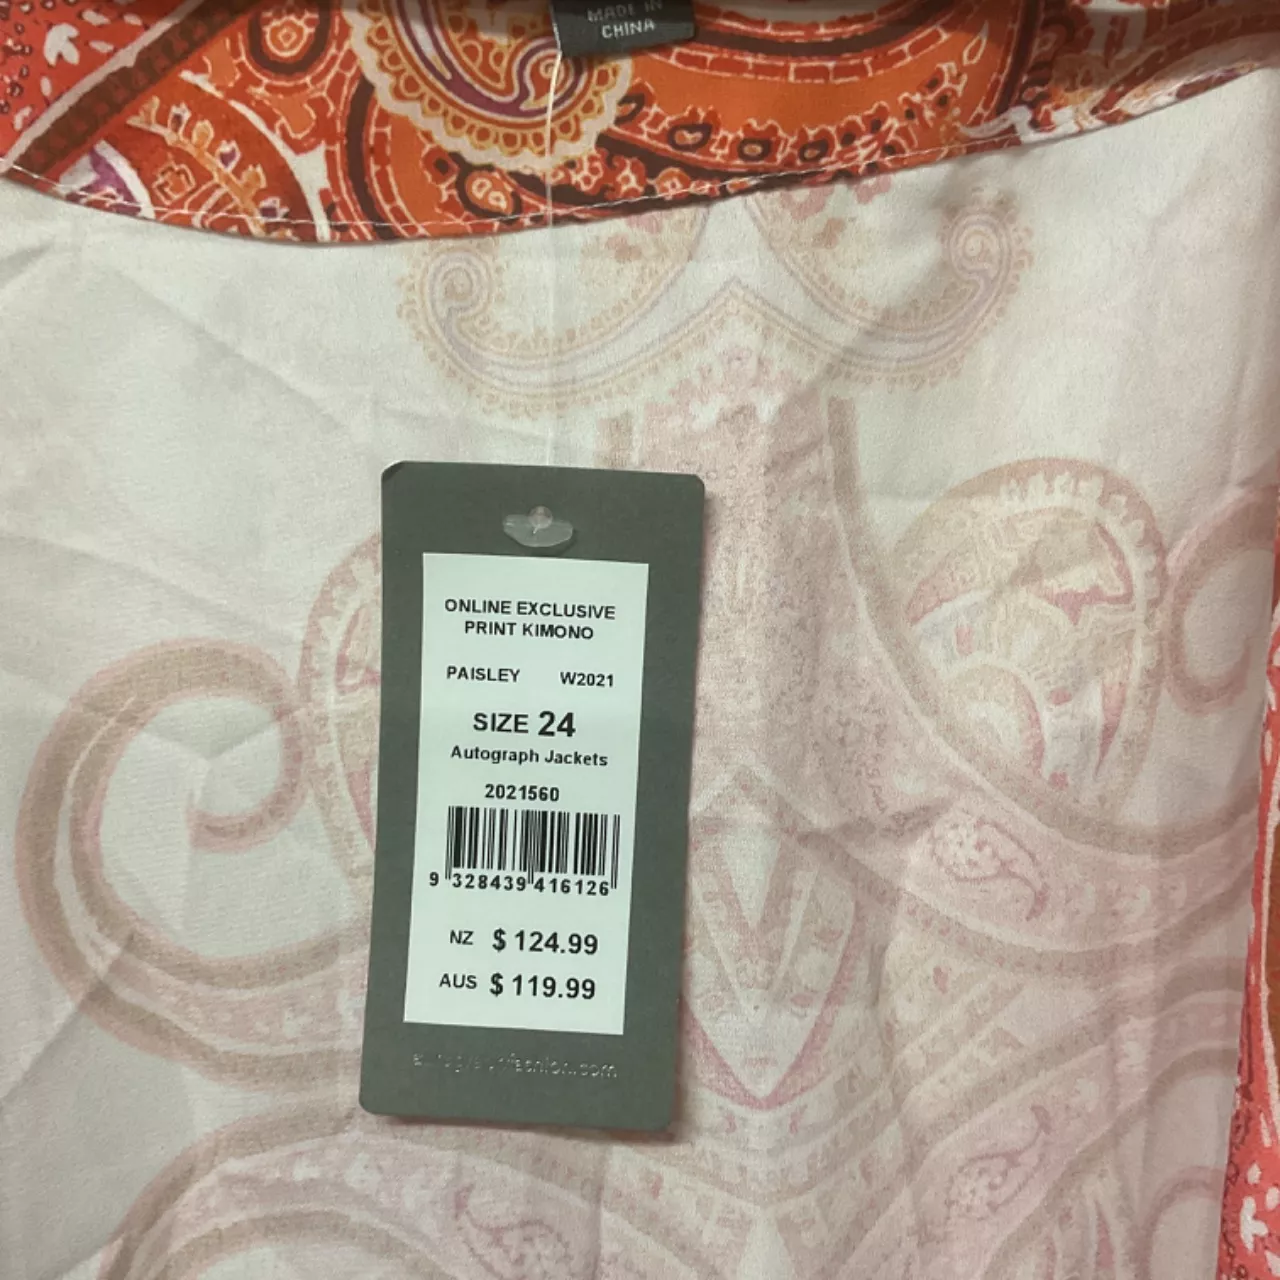 MADE IN
CHINA
ONLINE EXCLUSIVE
PRINT KIMONO
PAISLEY W2021
SIZE 24
Autograph Jackets
2021560
9 328439 416126
NZ $ 124.99
AUS $ 119.99